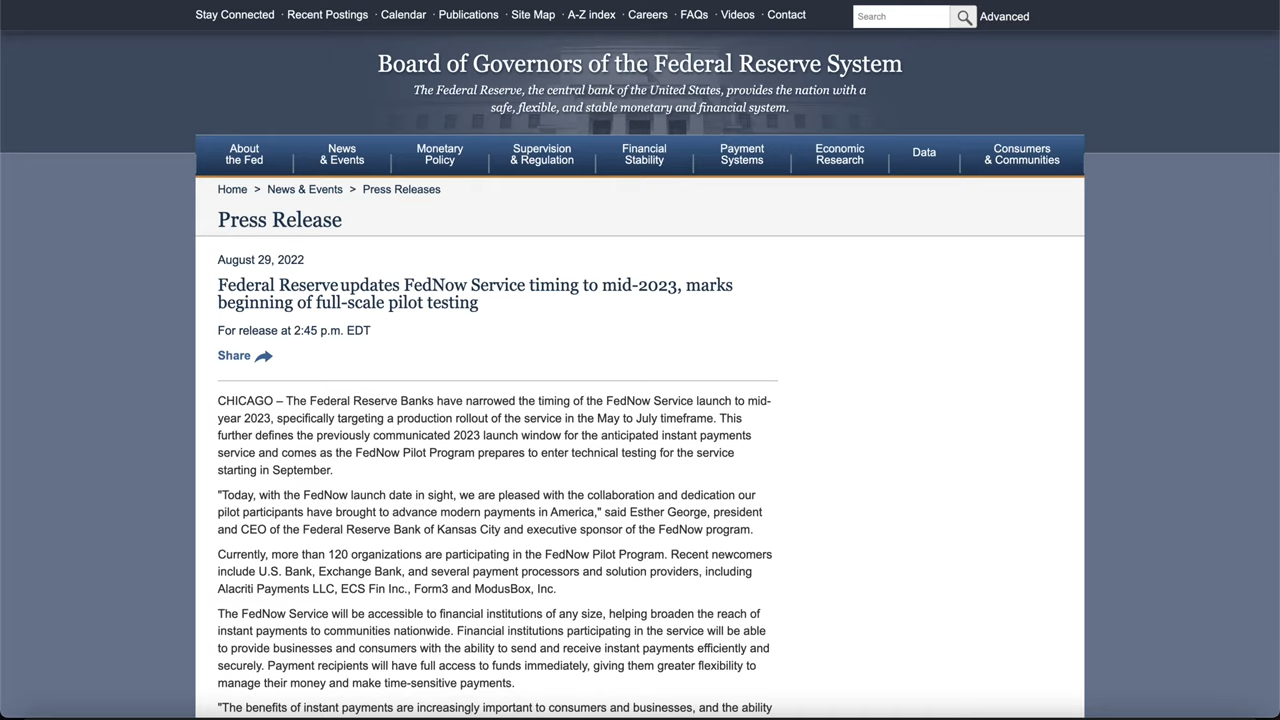 Stay Connected · Recent Postings · Calendar · Publications · Site Map · A-Z index · Careers · FAQs · Videos · Contact
Search
Advanced
Board of Governors of the Federal Reserve System
The Federal Reserve, the central bank of the United States, provides the nation with a
safe, flexible, and stable monetary and financial system.
About
the Fed
News
& Events
Monetary
Policy
Supervision
& Regulation
Financial
Stability
Payment
Systems
Economic
Research
Data
Consumers
& Communities
Home > News & Events > Press Releases
Press Release
August 29, 2022
Federal Reserve updates FedNow Service timing to mid-2023, marks
beginning of full-scale pilot testing
For release at 2:45 p.m. EDT
Share
CHICAGO – The Federal Reserve Banks have narrowed the timing of the FedNow Service launch to mid-
year 2023, specifically targeting a production rollout of the service in the May to July timeframe. This
further defines the previously communicated 2023 launch window for the anticipated instant payments
service and comes as the FedNow Pilot Program prepares to enter technical testing for the service
starting in September.
"Today, with the FedNow launch date in sight, we are pleased with the collaboration and dedication our
pilot participants have brought to advance modern payments in America," said Esther George, president
and CEO of the Federal Reserve Bank of Kansas City and executive sponsor of the FedNow program.
Currently, more than 120 organizations are participating in the FedNow Pilot Program. Recent newcomers
include U.S. Bank, Exchange Bank, and several payment processors and solution providers, including
Alacriti Payments LLC, ECS Fin Inc., Form3 and ModusBox, Inc.
The FedNow Service will be accessible to financial institutions of any size, helping broaden the reach of
instant payments to communities nationwide. Financial institutions participating in the service will be able
to provide businesses and consumers with the ability to send and receive instant payments efficiently and
securely. Payment recipients will have full access to funds immediately, giving them greater flexibility to
manage their money and make time-sensitive payments.
"The benefits of instant payments are increasingly important to consumers and businesses, and the ability